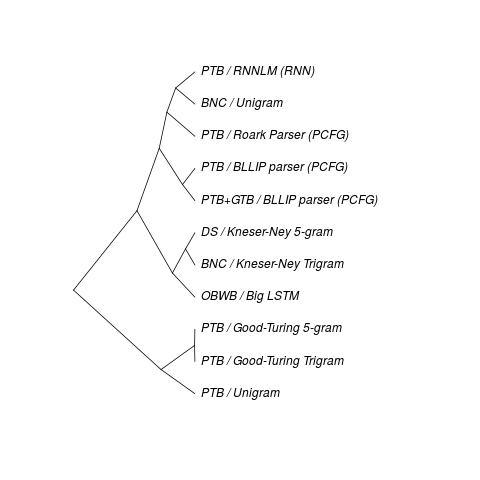 PTB / RNNLM (RNN)
BNC / Unigram
PTB / Roark Parser (PCFG)
PTB / BLLIP parser (PCFG)
PTB+GTB / BLLIP parser (PCFG)
DS / Kneser-Ney 5-gram
BNC / Kneser-Ney Trigram
OBWB / Big LSTM
PTB / Good-Turing 5-gram
PTB / Good-Turing Trigram
PTB / Unigram